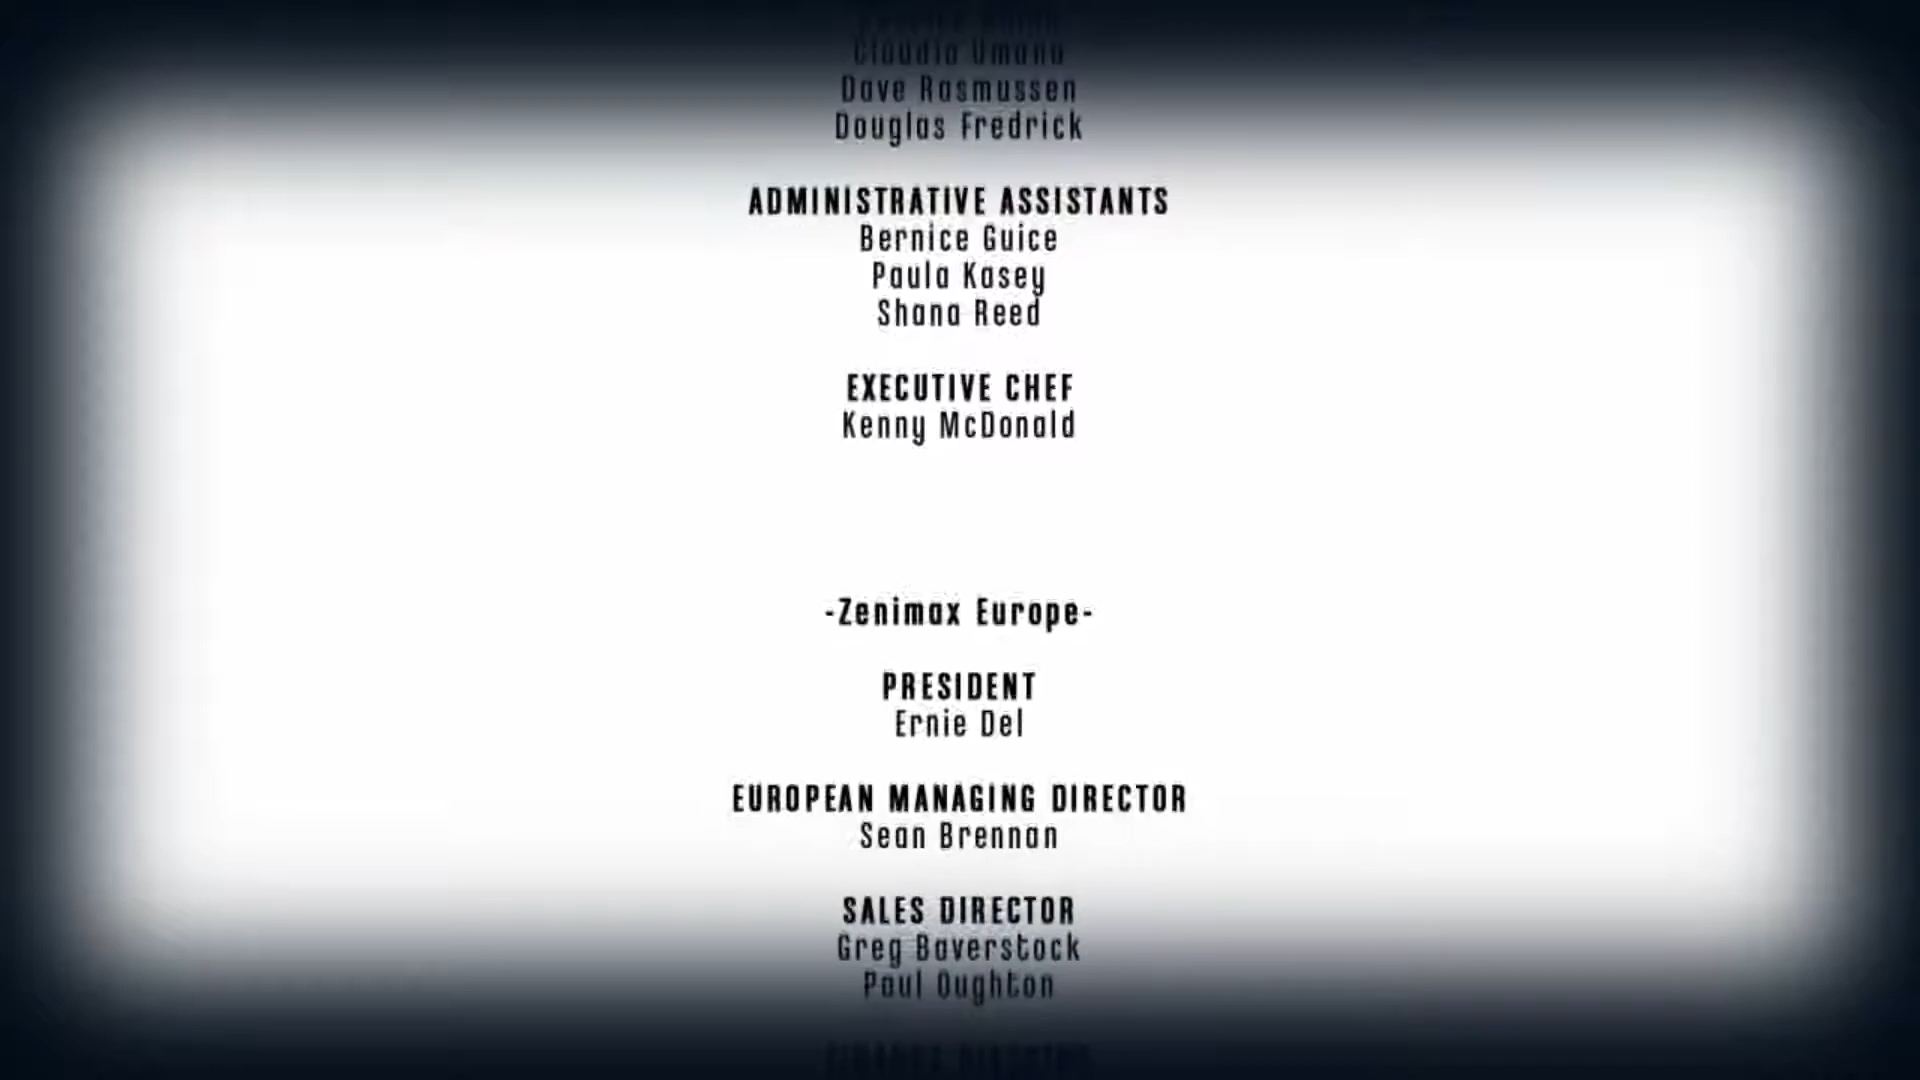 Claudia Umana
Dave Rasmussen
Douglas Fredrick
ADMINISTRATIVE ASSISTANTS
Bernice Guice
Paula Kasey
Shana Reed
EXECUTIVE CHEF
Kenny McDonald
-Zenimax Europe-
PRESIDENT
Ernie Del
EUROPEAN MANAGING DIRECTOR
Sean Brennan
SALES DIRECTOR
Greg Baverstock
Paul Oughton